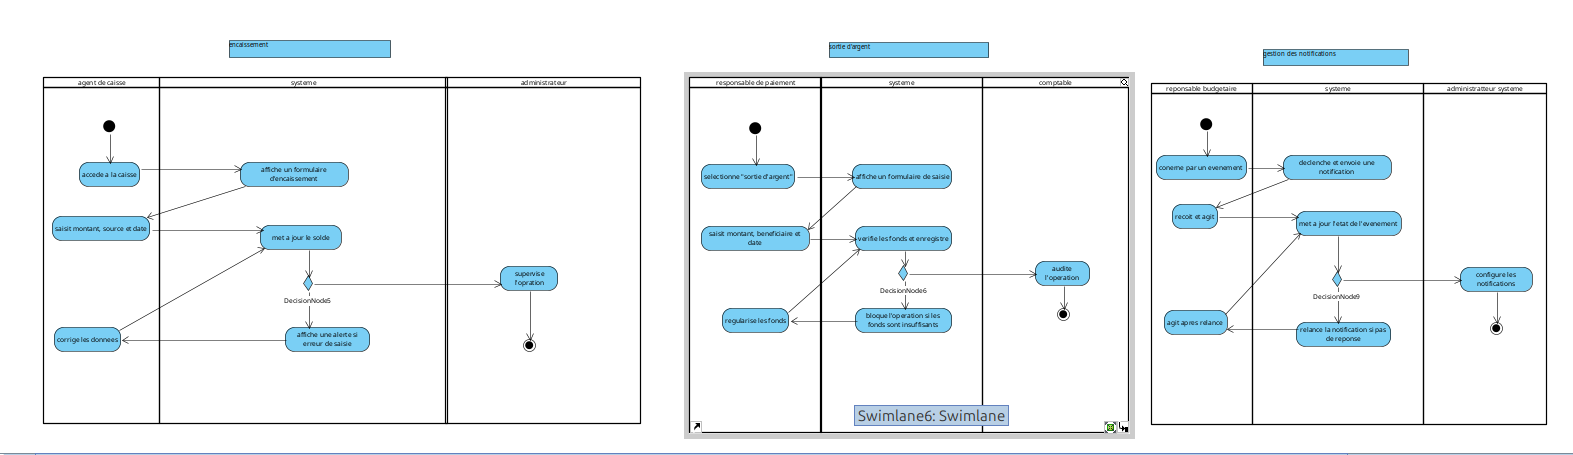 encaissement
agent de caisse
systeme
administrateur
accede a la caisse
affiche un formulaire
d'encaissement
saisit montant, source et date
met a jour le solde
supervise
l'opration
DecisionNode5
corrige les donnees
affiche une alerte si
erreur de saisie
sortie d'argent
responsable de paiement
systeme
comptable
selectionne "sortie d'argent"
affiche un formulaire de saisie
saisit montant, beneficiaire et
date
verifie les fonds et enregistre
audite
l'operation
DecisionNode6
regularise les fonds
bloque l'operation si les
fonds sont insuffisants
Swimlane6: Swimlane
gestion des notifications
reponsable budgetaire
systeme
administratteur systeme
conerne par un evenement
declenche et envoie une
notification
recoit et agit
met a jour l'etat de l'evenement
configure les
notifications
DecisionNode9
agit apres relance
relance la notification si pas
de reponse